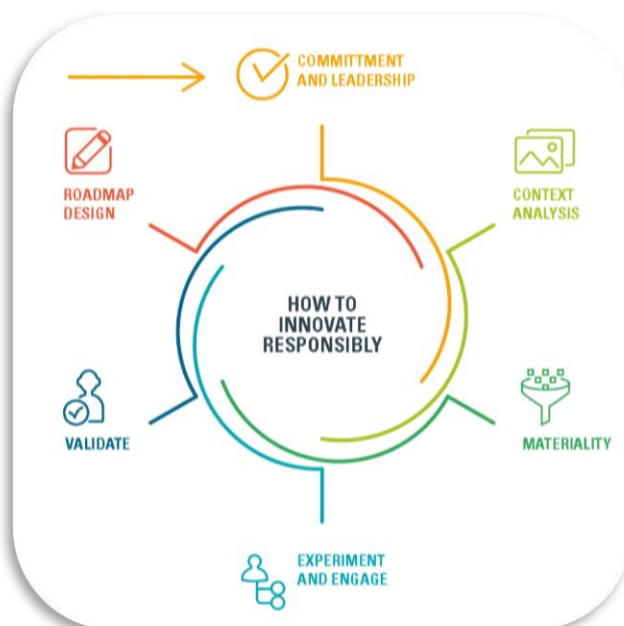 COMMITTMENT
AND LEADERSHIP
ROADMAP
DESIGN
CONTEXT
ANALYSIS
HOW TO
INNOVATE
RESPONSIBLY
VALIDATE
MATERIALITY
EXPERIMENT
AND ENGAGE